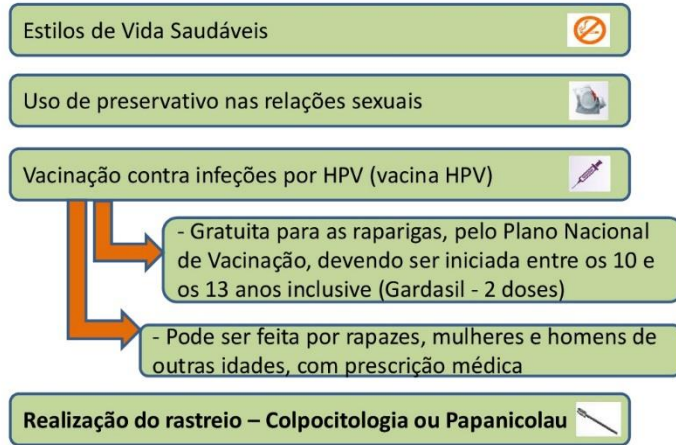 Estilos de Vida Saudáveis
Uso de preservativo nas relações sexuais
Vacinação contra infeções por HPV (vacina HPV)
- Gratuita para as raparigas, pelo Plano Nacional
de Vacinação, devendo ser iniciada entre os 10 e
os 13 anos inclusive (Gardasil - 2 doses)
- Pode ser feita por rapazes, mulheres e homens de
outras idades, com prescrição médica
Realização do rastreio – Colpocitologia ou Papanicolau